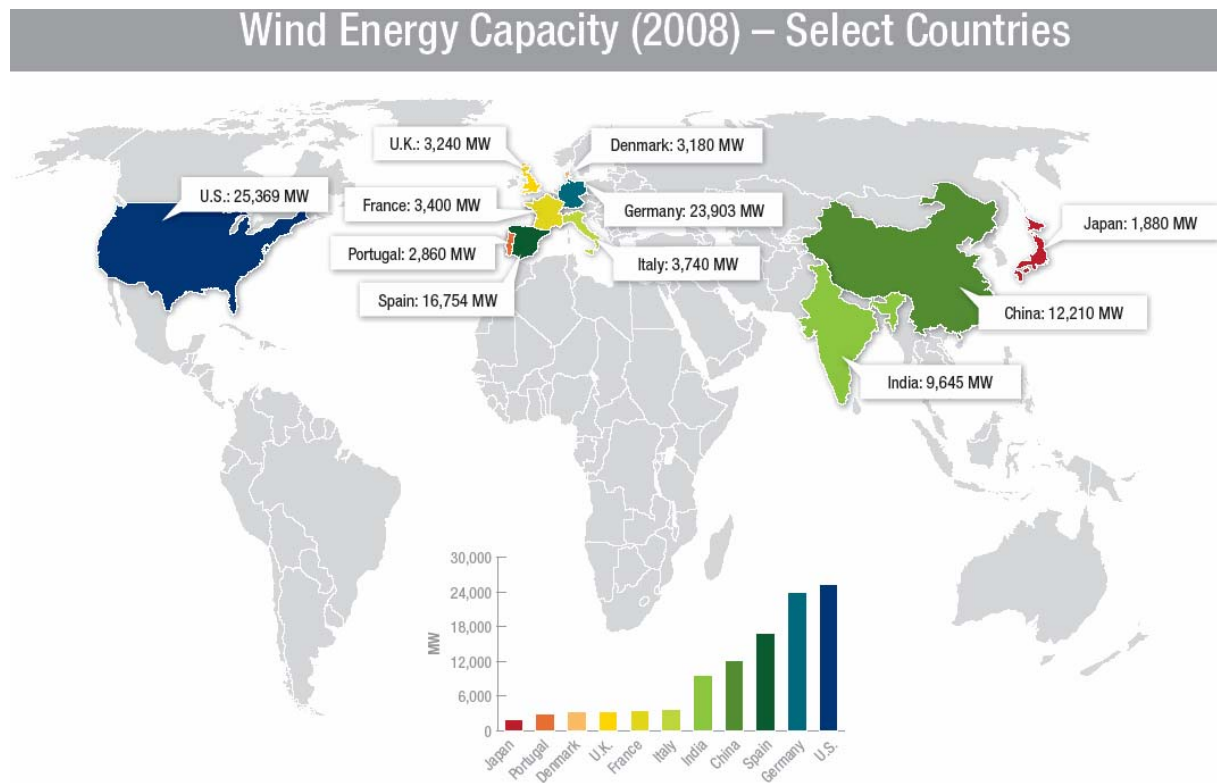 Wind Energy Capacity (2008) – Select Countries
U.K.: 3,240 MW
Denmark: 3,180 MW
U.S.: 25,369 MW
France: 3,400 MW
Germany: 23,903 MW
Japan: 1,880 MW
Portugal: 2,860 MW
Italy: 3,740 MW
Spain: 16,754 MW
China: 12,210 MW
India: 9,645 MW
30,000
24,000
18,000
12,000
6,000
0
MW
Japan
Portugal
Denmark
U.K.
France
Italy
India
China
Spain
Germany
U.S.